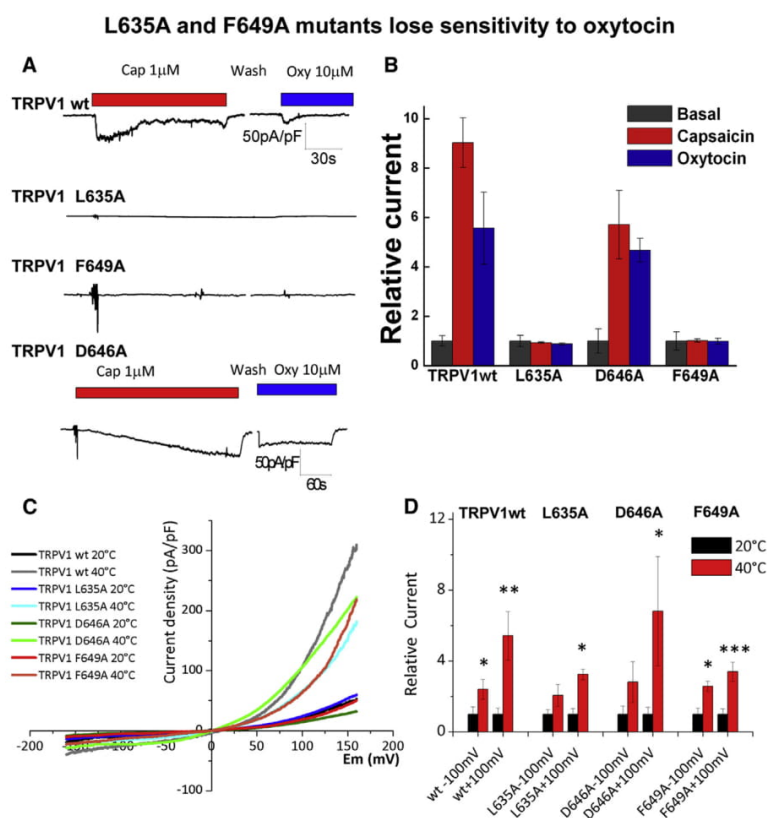 L635A and F649A mutants lose sensitivity to oxytocin
A
Cap 1μM Wash Oxy 10μM
TRPV1 wt
50pA/pF
30s
TRPV1 L635A
TRPV1 F649A
TRPV1 D646A
Cap 1μM Wash Oxy 10μM
50pA/pF
60s
B
Relative current
10
8
6
4
2
0
Basal
Capsaicin
Oxytocin
TRPV1wt L635A D646A F649A
C
Current density (pA/pF)
300
200
100
0
-100
TRPV1 wt 20°C
TRPV1 wt 40°C
TRPV1 L635A 20°C
TRPV1 L635A 40°C
TRPV1 D646A 20°C
TRPV1 D646A 40°C
TRPV1 F649A 20°C
TRPV1 F649A 40°C
-200 -150 -100 -50 0 50 100 150 200
Em (mV)
D
TRPV1wt L635A D646A F649A
Relative Current
12
8
4
0
20°C
40°C
* ** * * * ***
wt -100mV
wt+100mV
L635A-100mV
L635A+100mV
D646A-100mV
D646A+100mV
F649A-100mV
F649A+100mV